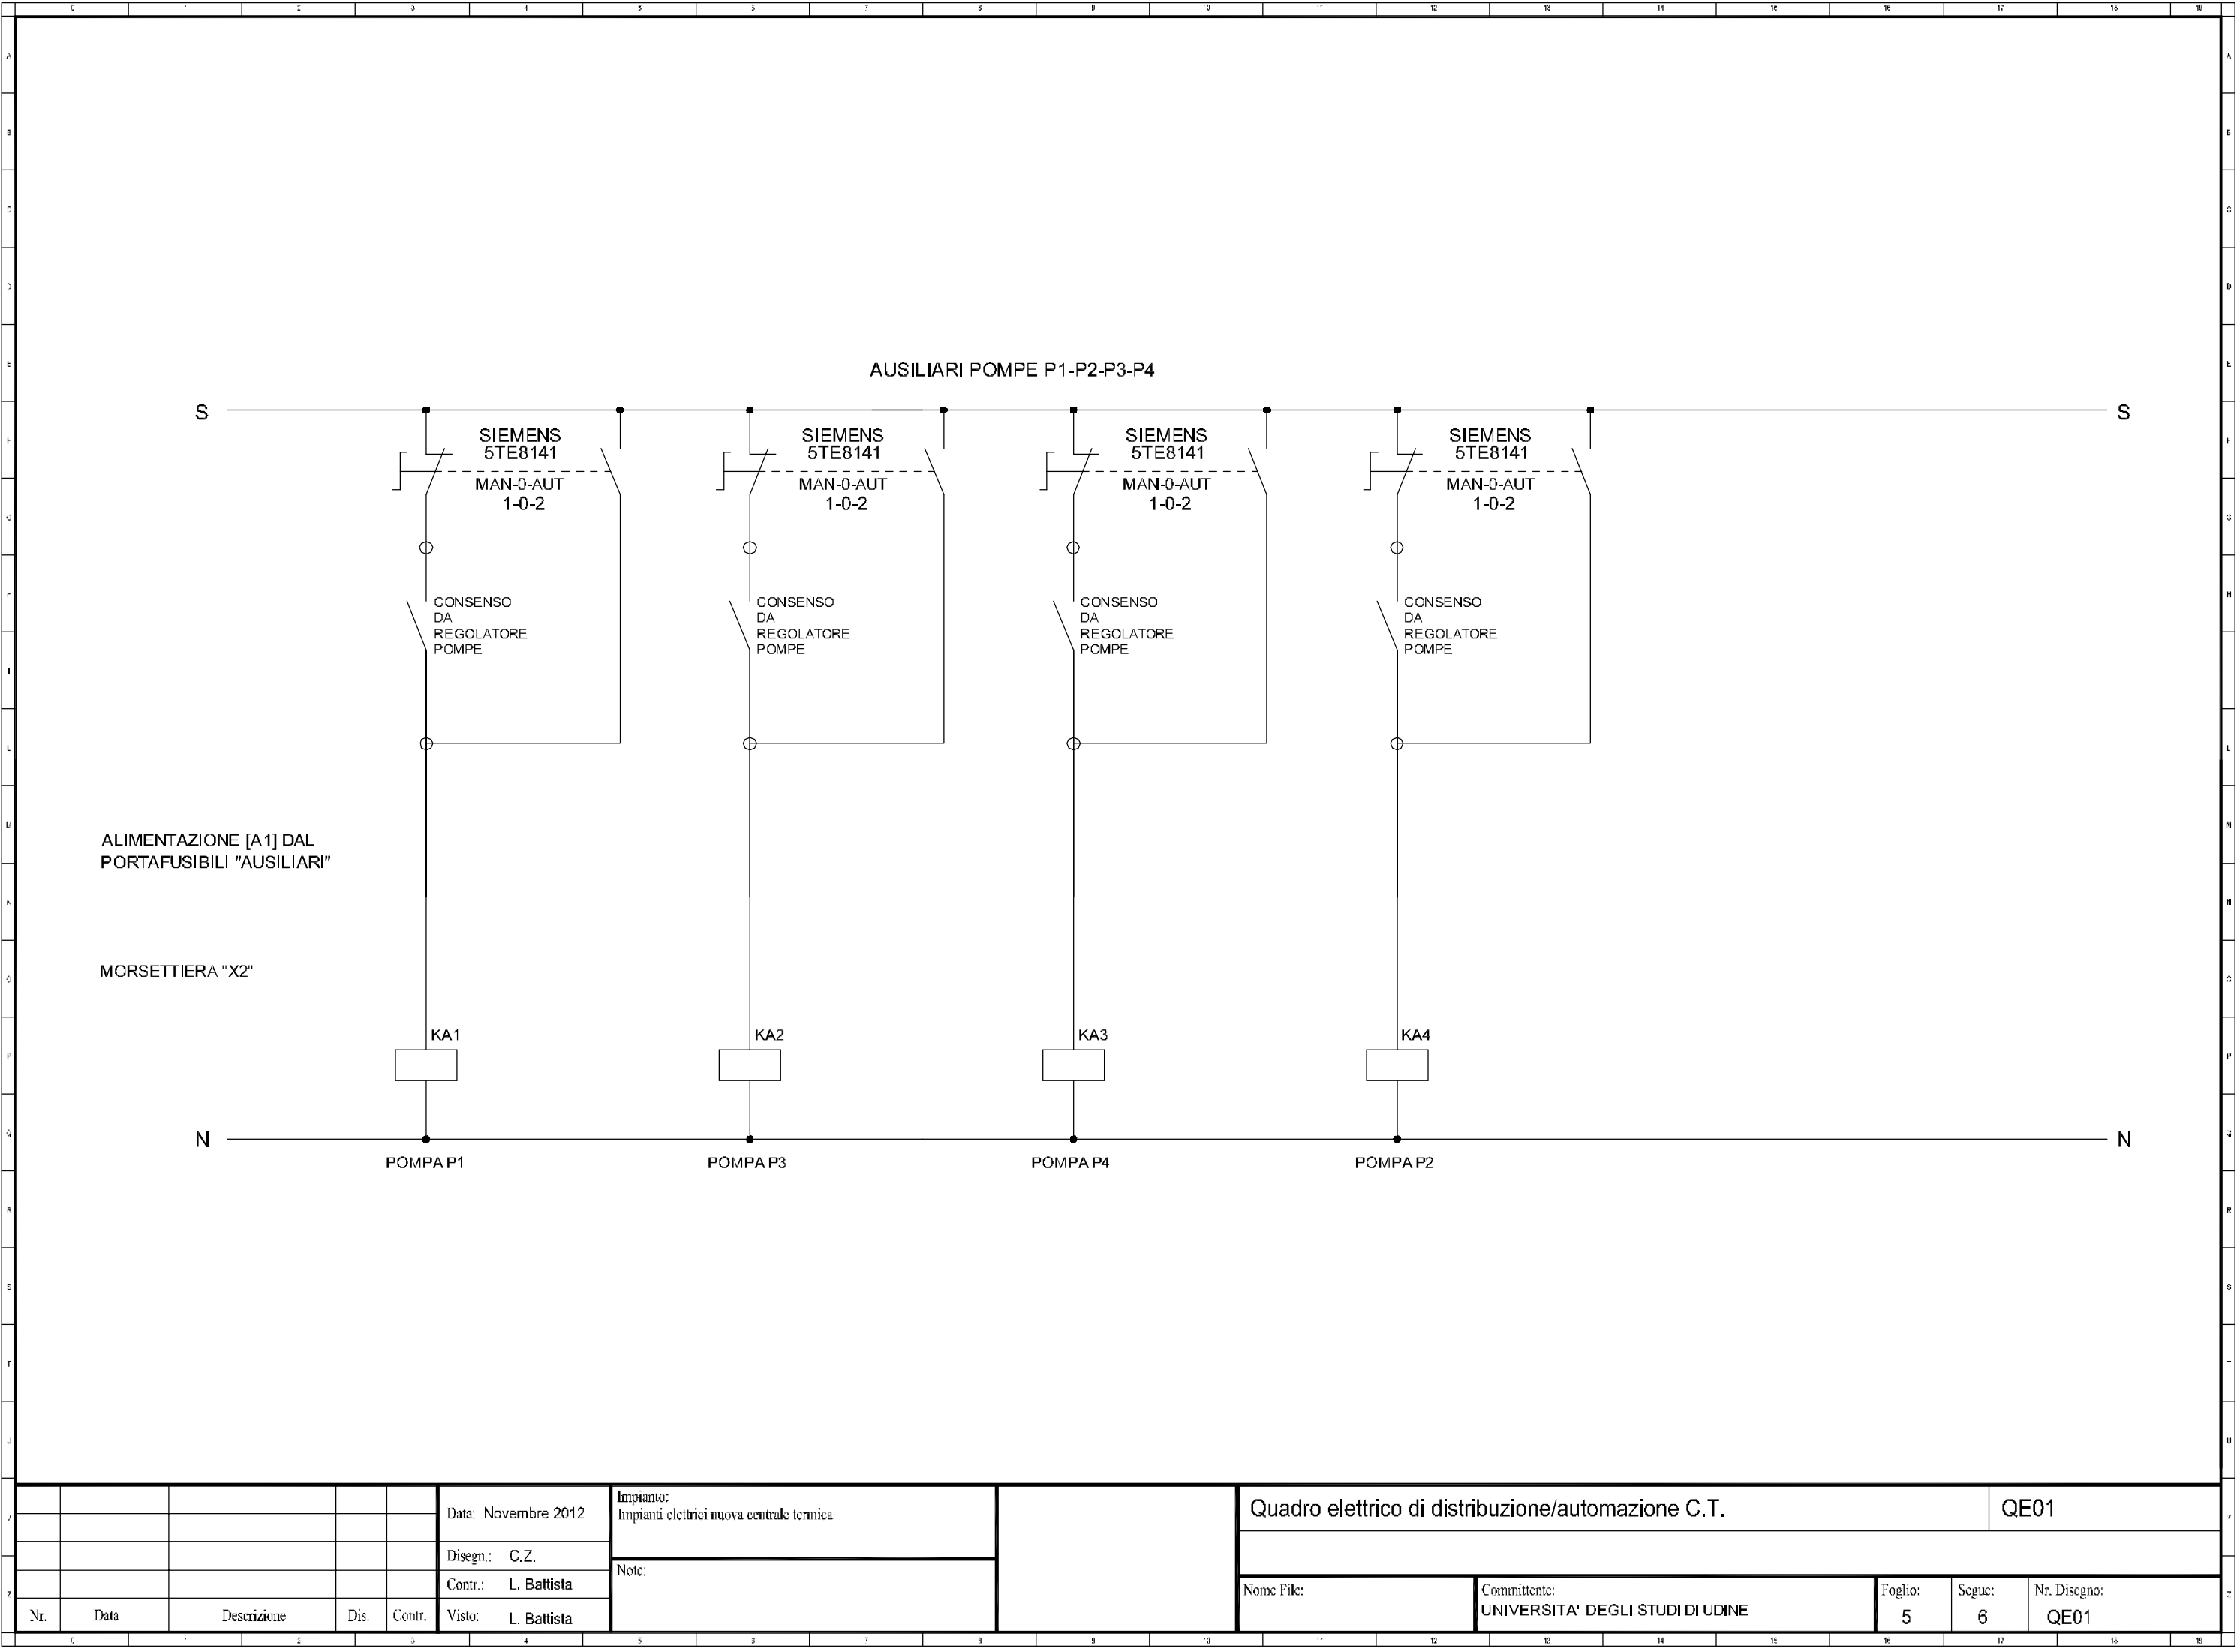 AUSILIARI POMPE P1-P2-P3-P4
S
S
SIEMENS
5TE8141
MAN-0-AUT
1-0-2
SIEMENS
5TE8141
MAN-0-AUT
1-0-2
SIEMENS
5TE8141
MAN-0-AUT
1-0-2
SIEMENS
5TE8141
MAN-0-AUT
1-0-2
CONSENSO
DA
REGOLATORE
POMPE
CONSENSO
DA
REGOLATORE
POMPE
CONSENSO
DA
REGOLATORE
POMPE
CONSENSO
DA
REGOLATORE
POMPE
ALIMENTAZIONE [A1] DAL
PORTAFUSIBILI "AUSILIARI"
MORSETTIERA "X2"
KA1
KA2
KA3
KA4
N
N
POMPA P1
POMPA P3
POMPA P4
POMPA P2
Nr. Data Descrizione Dis. Contr.
Data: Novembre 2012
Disegn.: C.Z.
Contr.: L. Battista
Visto: L. Battista
Impianto:
Impianti elettrici nuova centrale termica
Note:
Quadro elettrico di distribuzione/automazione C.T.
QE01
Nome File:
Committente:
UNIVERSITA' DEGLI STUDI DI UDINE
Foglio:
5
Segue:
6
Nr. Disegno:
QE01